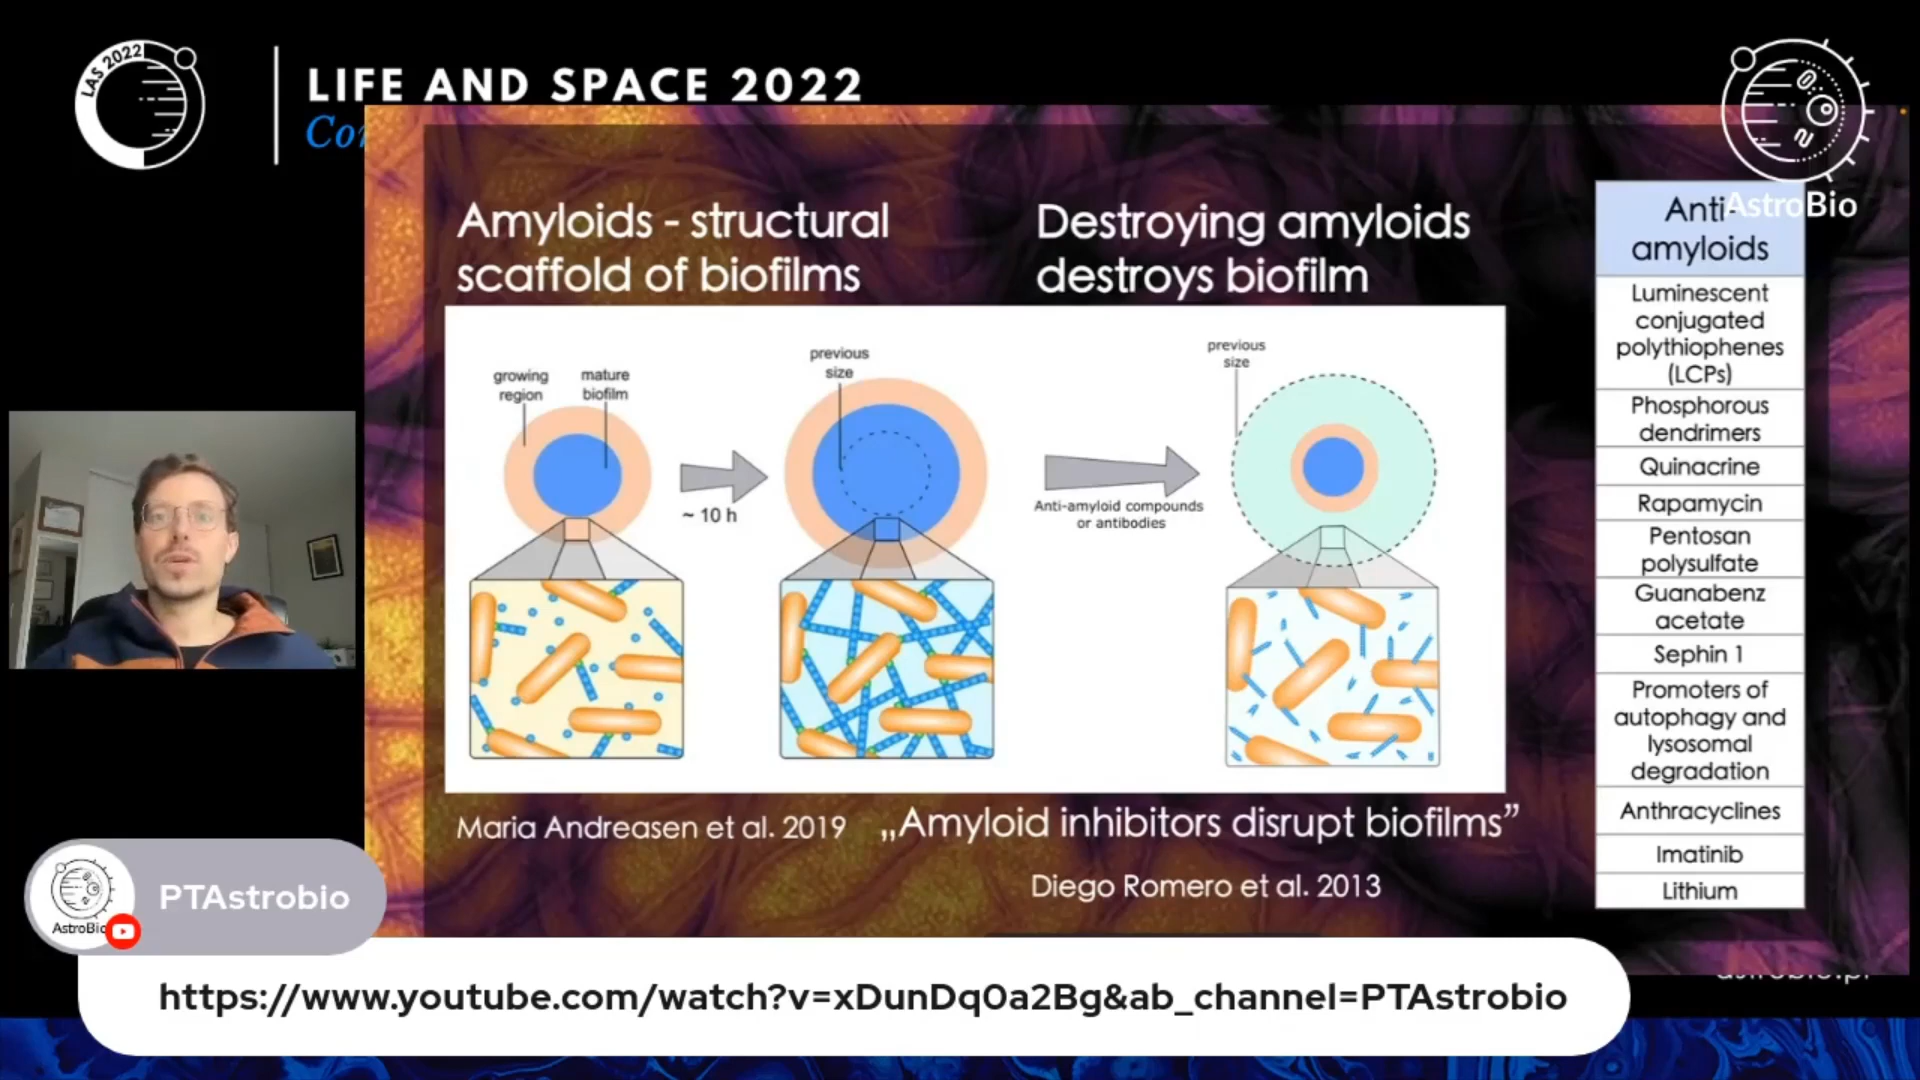 LAS 2022
LIFE AND SPACE 2022
Co
AstroBio
Amyloids - structural
scaffold of biofilms
Destroying amyloids
destroys biofilm
growing
region
mature
biofilm
previous
size
~ 10 h
previous
size
Anti-amyloid compounds
or antibodies
Maria Andreasen et al. 2019
„Amyloid inhibitors disrupt biofilms”
Diego Romero et al. 2013
Anti-
amyloids
Luminescent
conjugated
polythiophenes
(LCPs)
Phosphorous
dendrimers
Quinacrine
Rapamycin
Pentosan
polysulfate
Guanabenz
acetate
Sephin 1
Promoters of
autophagy and
lysosomal
degradation
Anthracyclines
Imatinib
Lithium
AstroBio
PTAstrobio
https://www.youtube.com/watch?v=xDunDq0a2Bg&ab_channel=PTAstrobio